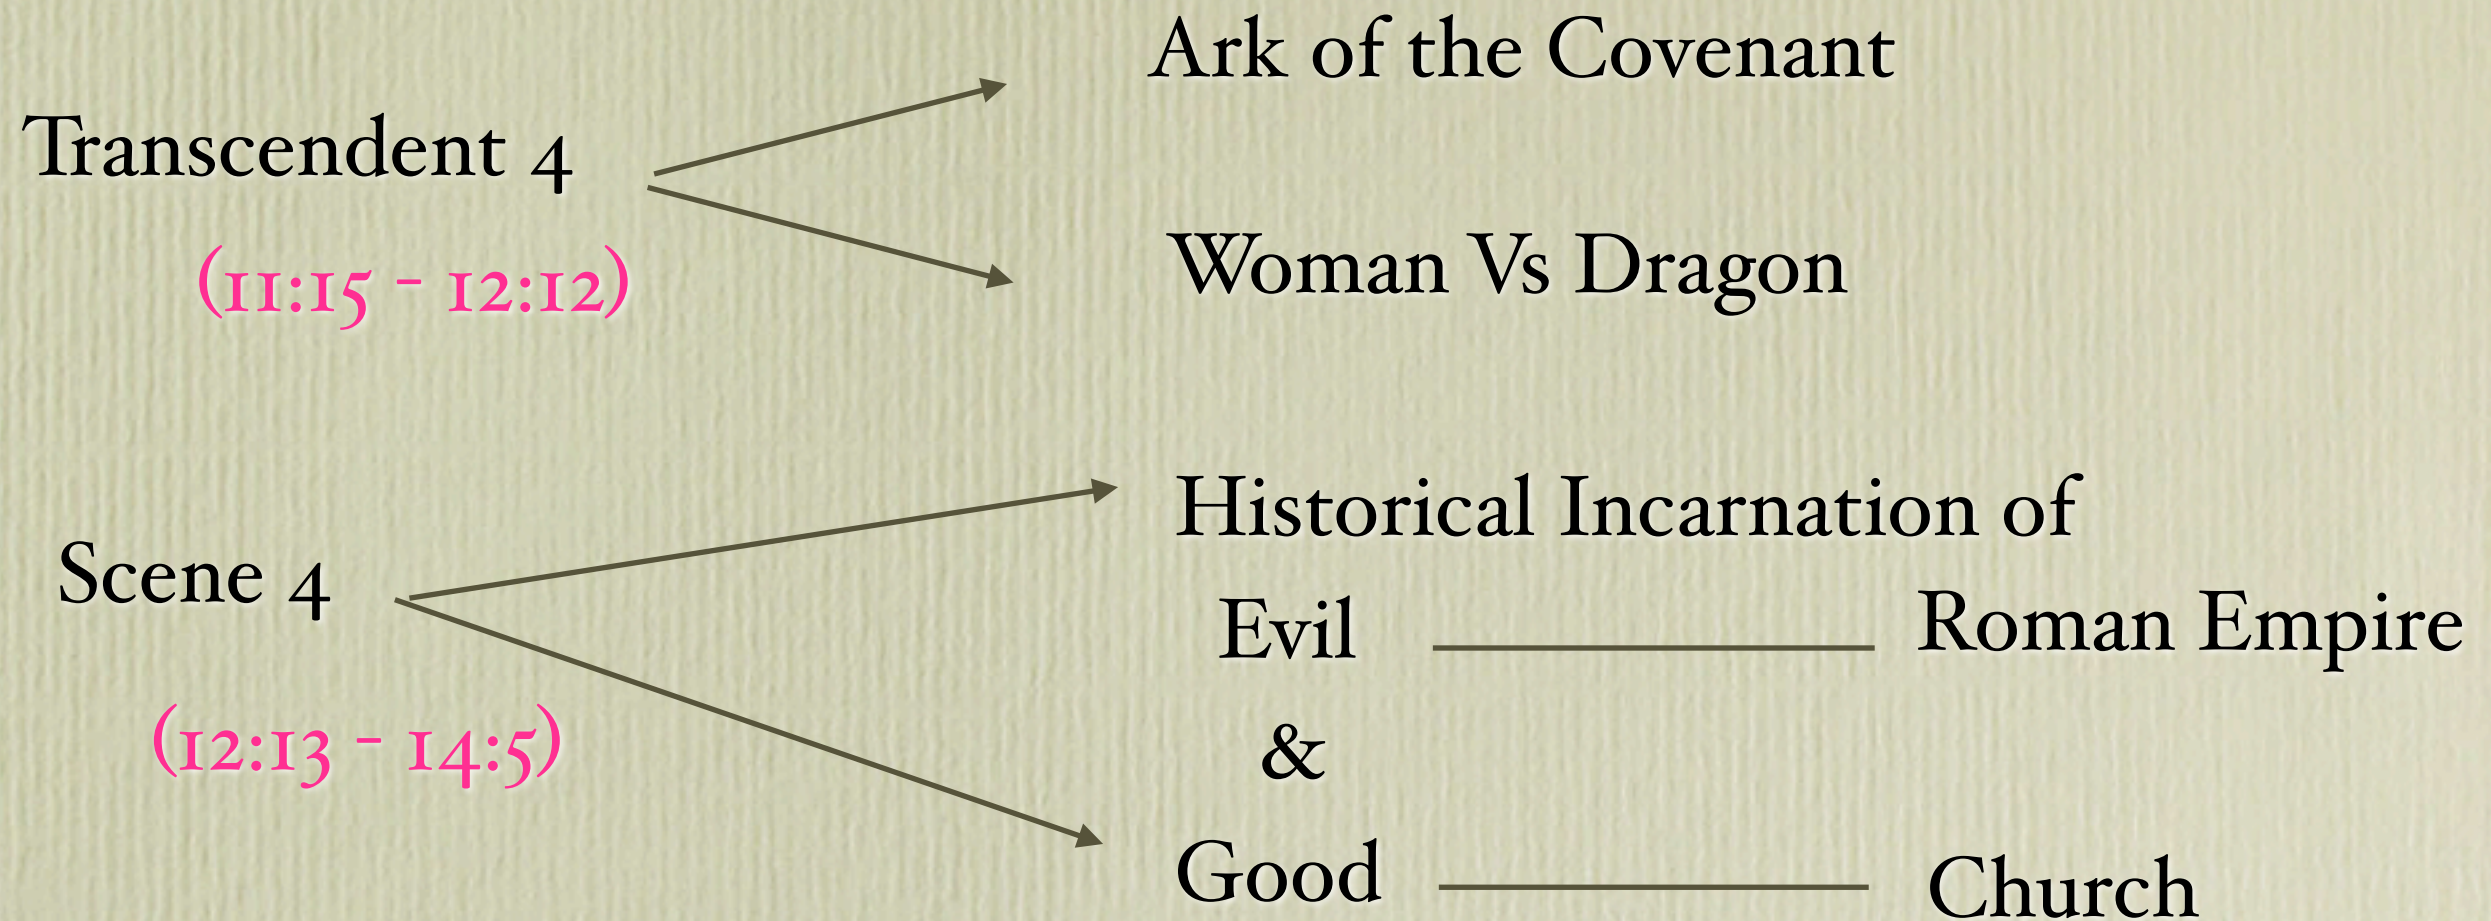 Ark of the Covenant
Transcendent 4
(11:15 - 12:12)
Woman Vs Dragon
Historical Incarnation of
Scene 4
Evil
Roman Empire
(12:13 - 14:5)
&
Good
Church